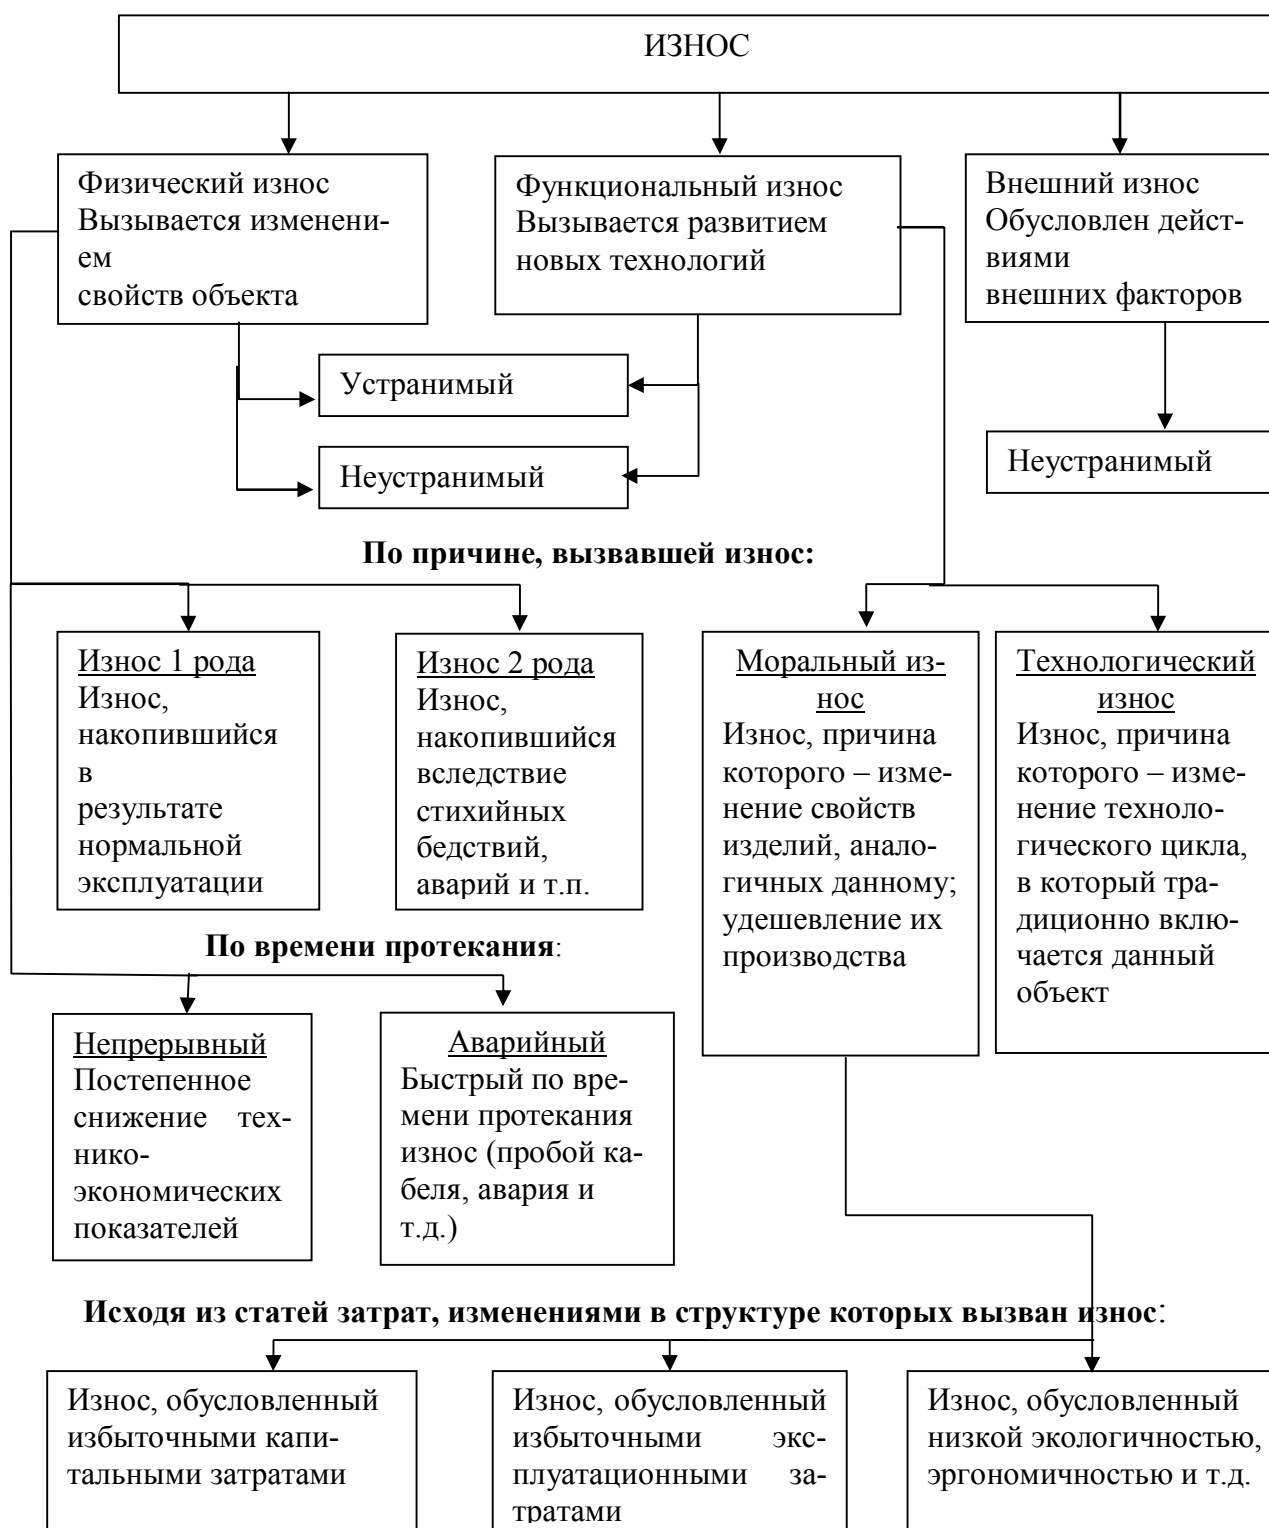 ИЗНОС
Физический износ
Вызывается изменени-
ем
свойств объекта
Функциональный износ
Вызывается развитием
новых технологий
Внешний износ
Обусловлен дейст-
виями
внешних факторов
Устранимый
Неустранимый
Неустранимый
По причине, вызвавшей износ:
Износ 1 рода
Износ,
накопившийся
в
результате
нормальной
эксплуатации
Износ 2 рода
Износ,
накопившийся
вследствие
стихийных
бедствий,
аварий и т.п.
Моральный из-
нос
Износ, причина
которого – изме-
нение свойств
изделий, анало-
гичных данному;
удешевление их
производства
Технологический
износ
Износ, причина
которого – изме-
нение техноло-
гического цикла,
в который тра-
диционно вклю-
чается данный
объект
По времени протекания:
Непрерывный
Постепенное
снижение тех-
нико-
экономических
показателей
Аварийный
Быстрый по вре-
мени протекания
износ (пробой ка-
беля, авария и
т.д.)
Исходя из статей затрат, изменениями в структуре которых вызван износ:
Износ, обусловленный
избыточными капи-
тальными затратами
Износ, обусловленный
избыточными экс-
плуатационными за-
тратами
Износ, обусловленный
низкой экологичностью,
эргономичностью и т.д.